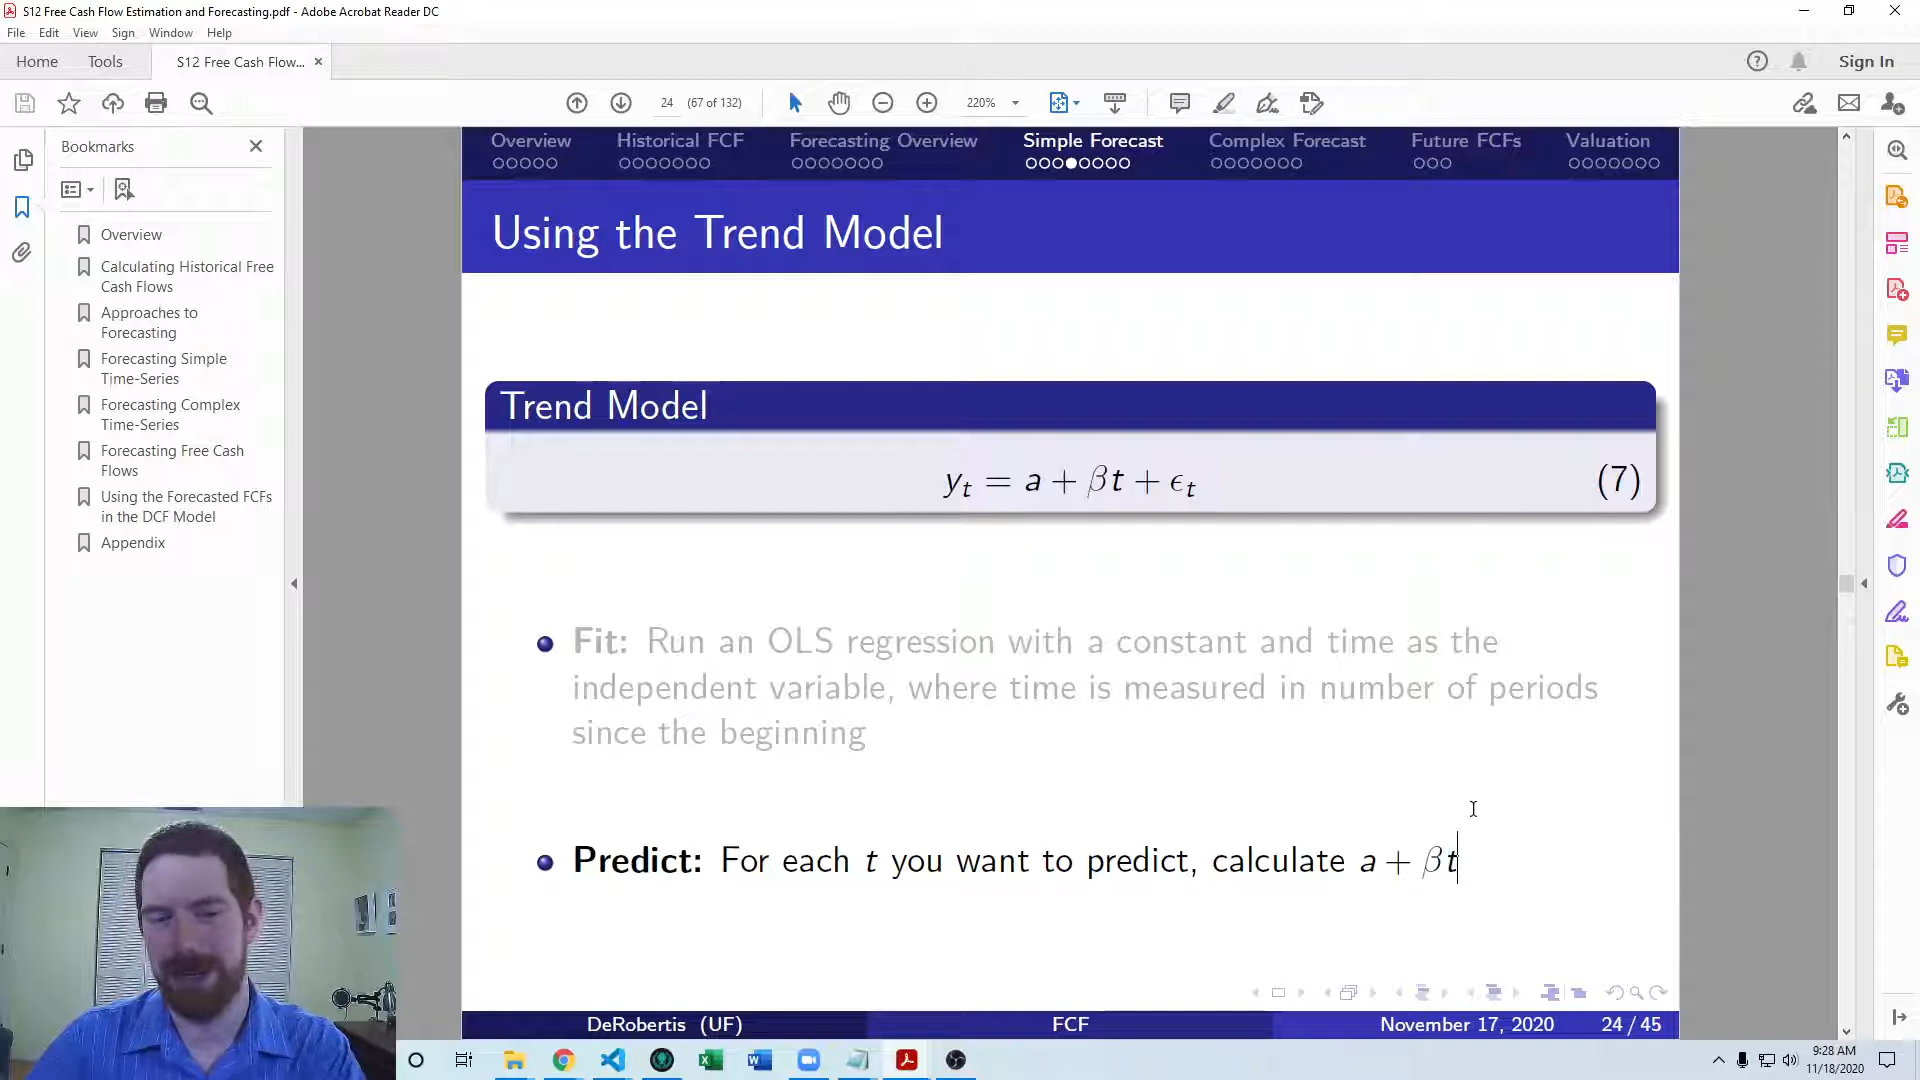 S12 Free Cash Flow Estimation and Forecasting.pdf - Adobe Acrobat Reader DC
File Edit View Sign Window Help
Home Tools S12 Free Cash Flow... × Sign In
24 (67 of 132) 220%
Bookmarks
Overview
Calculating Historical Free
Cash Flows
Approaches to
Forecasting
Forecasting Simple
Time-Series
Forecasting Complex
Time-Series
Forecasting Free Cash
Flows
Using the Forecasted FCFs
in the DCF Model
Appendix
Overview Historical FCF Forecasting Overview Simple Forecast Complex Forecast Future FCFs Valuation
Using the Trend Model
Trend Model
yₜ = a + βt + ϵₜ (7)
Fit: Run an OLS regression with a constant and time as the
independent variable, where time is measured in number of periods
since the beginning
Predict: For each t you want to predict, calculate a + βt
DeRobertis (UF) FCF November 17, 2020 24 / 45
9:28 AM
11/18/2020